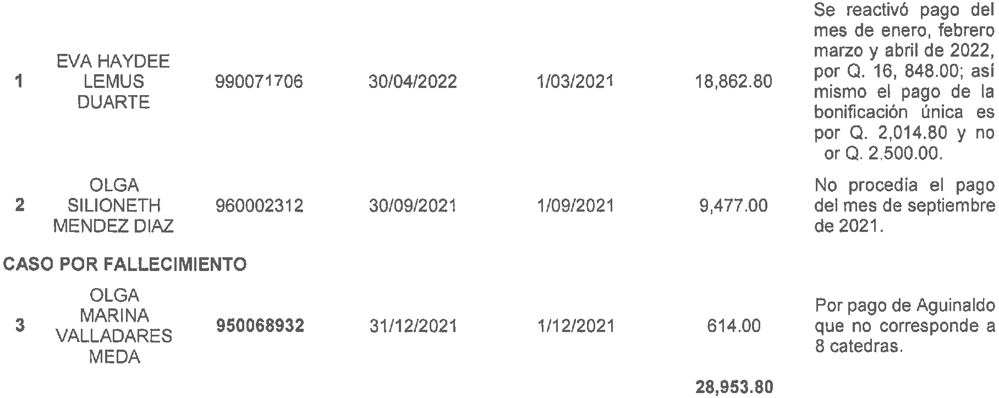 Se reactivó pago del
mes de enero, febrero
marzo y abril de 2022,
por Q. 16, 848.00; así
mismo el pago de la
bonificación única es
por Q. 2,014.80 y no
or Q. 2,500.00.
1
EVA HAYDEE
LEMUS
DUARTE
990071706
30/04/2022
1/03/2021
18,862.80
2
OLGA
SILIONETH
MENDEZ DIAZ
960002312
30/09/2021
1/09/2021
9,477.00
No procedía el pago
del mes de septiembre
de 2021.
CASO POR FALLECIMIENTO
3
OLGA
MARINA
VALLADARES
MEDA
950068932
31/12/2021
1/12/2021
614.00
Por pago de Aguinaldo
que no corresponde a
8 catedras.
28,953.80